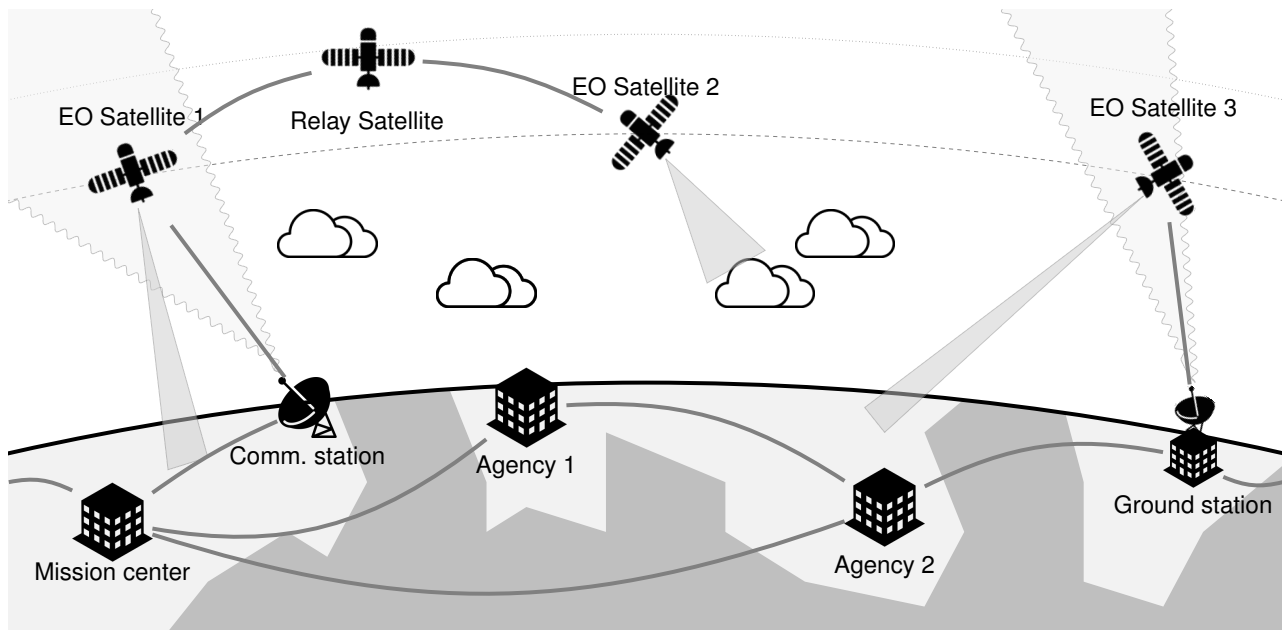 EO Satellite 1
Relay Satellite
EO Satellite 2
EO Satellite 3
Comm. station
Agency 1
Ground station
Mission center
Agency 2